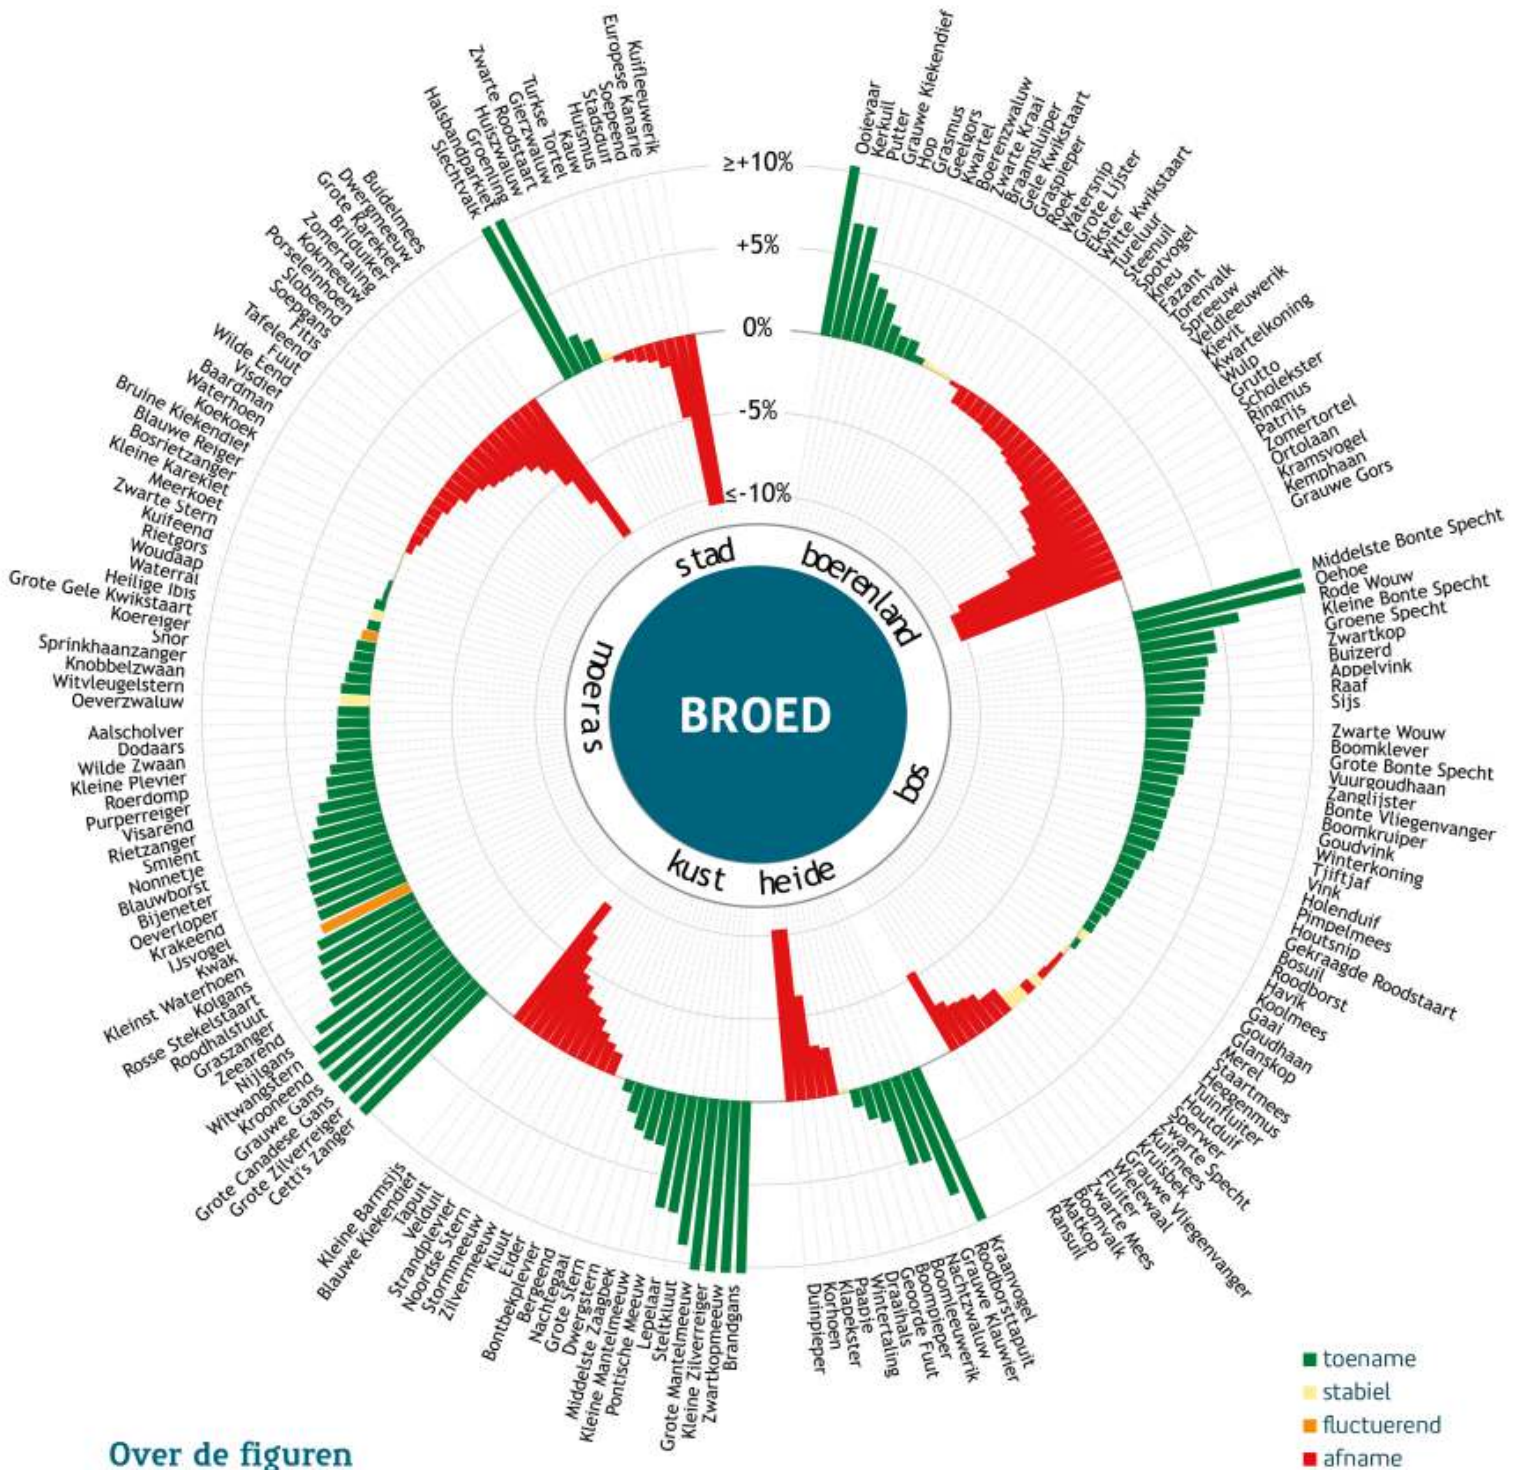 Ooievaar
Kerkuil
Putter
Grauwe Kiekendief
Hop
Grasmus
Geelgors
Kwartel
Boerenzwaluw
Zwarte Kraai
Braamsluiper
Gele Kwikstaart
Graspieper
Roek
Watersnip
Grote Lijster
Ekster
Witte Kwikstaart
Tureluur
Steenuil
Spotvogel
Kneu
Fazant
Torenvalk
Spreeuw
Veldleeuwerik
Kievit
Kwartelkoning
Wulp
Grutto
Scholekster
Ringmus
Patrijs
Zomertortel
Ortolaan
Kramsvogel
Kemphaan
Grauwe Gors
Middelste Bonte Specht
Oehoe
Rode Wouw
Kleine Bonte Specht
Groene Specht
Zwartkop
Buizerd
Appelvink
Raaf
Sijs
Zwarte Wouw
Boomklever
Grote Bonte Specht
Vuurgoudhaan
Zanglijster
Bonte Vliegenvanger
Boomkruiper
Goudvink
Winterkoning
Tjiftjaf
Vink
Holenduif
Pimpelmees
Houtsnip
Gekraagde Roodstaart
Bosuil
Roodborst
Havik
Koolmees
Gaai
Goudhaan
Glanskop
Merel
Staartmees
Heggenmus
Tuinfluiter
Houtduif
Sperwer
Zwarte Specht
Kuifmees
Kruisbek
Grauwe Vliegenvanger
Wielewaal
Fluiter
Zwarte Mees
Boomvalk
Matkop
Ransuil
Kraanvogel
Roodborsttapuit
Grauwe Klauwier
Nachtzwaluw
Boomleeuwerik
Boompieper
Geoorde Fuut
Draaihals
Wintertaling
Paapje
Klapekster
Korhoen
Duinpieper
Brandgans
Zwartkopmeeuw
Kleine Zilverreiger
Grote Mantelmeeuw
Steltkluut
Lepelaar
Pontische Meeuw
Kleine Mantelmeeuw
Middelste Zaagbek
Dwergstern
Grote Stern
Nachtegaal
Bergeend
Bontbekplevier
Eider
Kluut
Zilvermeeuw
Stormmeeuw
Noordse Stern
Strandplevier
Velduil
Tapuit
Blauwe Kiekendief
Kleine Barmsijs
Cetti's Zanger
Grote Zilverreiger
Grote Canadese Gans
Grauwe Gans
Krooneend
Witwangstern
Nijlgans
Zeearend
Graszanger
Roodhalsfuut
Rosse Stekelstaart
Kolgans
Kleinst Waterhoen
Kwak
IJsvogel
Krakeend
Oeverloper
Bijeneter
Blauwborst
Nonnetje
Smient
Rietzanger
Visarend
Purperreiger
Roerdomp
Kleine Plevier
Wilde Zwaan
Dodaars
Aalscholver
Oeverzwaluw
Witvleugelstern
Knobbelzwaan
Sprinkhaanzanger
Snor
Koereiger
Grote Gele Kwikstaart
Heilige Ibis
Waterral
Woudaap
Rietgors
Kuifeend
Zwarte Stern
Meerkoet
Kleine Karekiet
Bosrietzanger
Blauwe Reiger
Bruine Kiekendief
Koekoek
Waterhoen
Baardman
Visdief
Wilde Eend
Fuut
Tafeleend
Fitis
Soepgans
Slobeend
Porseleinhoen
Kokmeeuw
Zomertaling
Brilduiker
Grote Karekiet
Dwergmeeuw
Buidelmees
Slechtvalk
Halsbandparkiet
Groenling
Huiszwaluw
Zwarte Roodstaart
Gierzwaluw
Turkse Tortel
Kauw
Huismus
Stadsduif
Soepeend
Europese Kanarie
Kuifleeuwerik
≥+10%
+5%
0%
-5%
≤-10%
stad
boerenland
bos
heide
kust
moeras
BROED
toename
stabiel
fluctuerend
afname
Over de figuren